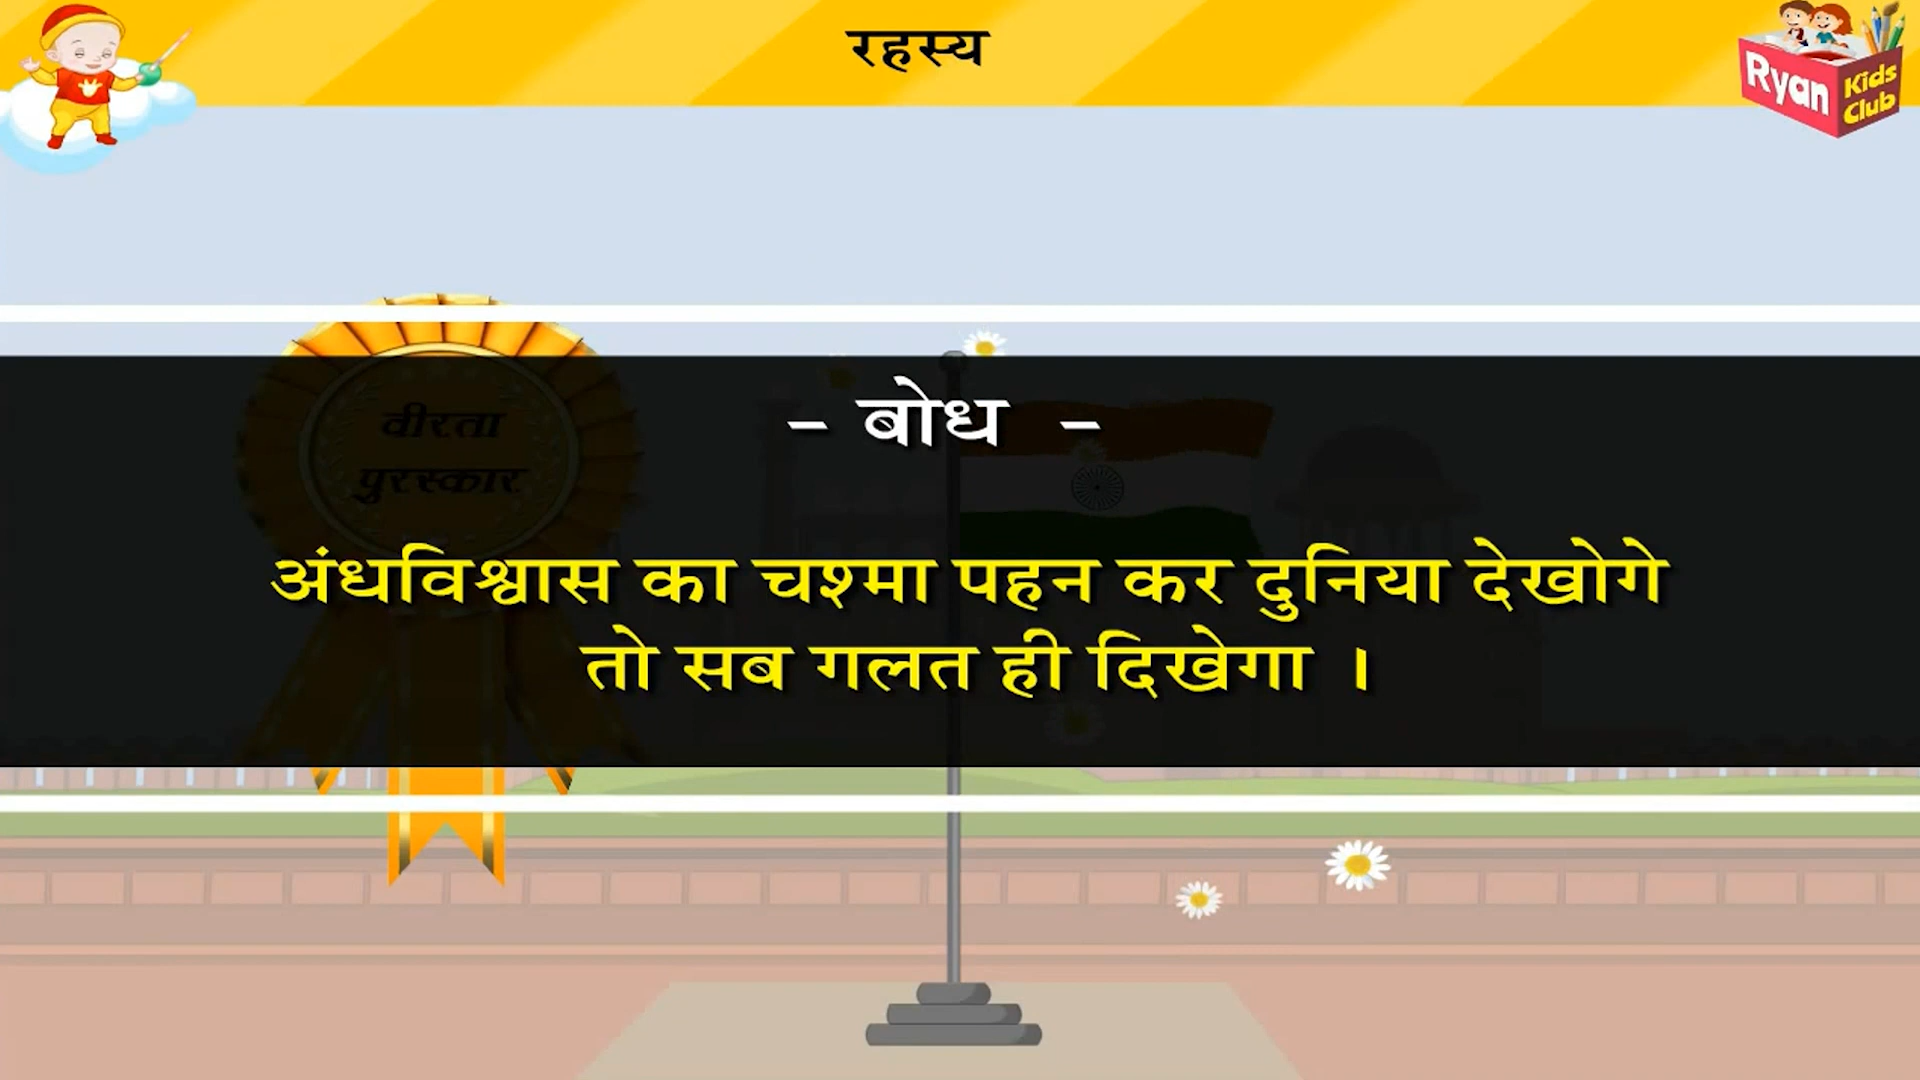 रहस्य
Ryan
Kids
Club
वीरता
पुरस्कार
– बोध –
अंधविश्वास का चश्मा पहन कर दुनिया देखोगे
तो सब गलत ही दिखेगा ।